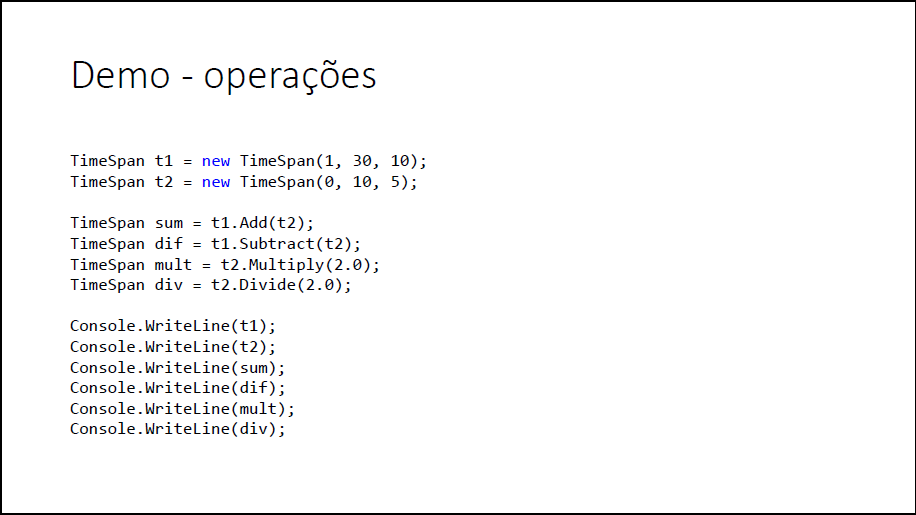 Demo - operações
TimeSpan t1 = new TimeSpan(1, 30, 10);
TimeSpan t2 = new TimeSpan(0, 10, 5);
TimeSpan sum = t1.Add(t2);
TimeSpan dif = t1.Subtract(t2);
TimeSpan mult = t2.Multiply(2.0);
TimeSpan div = t2.Divide(2.0);
Console.WriteLine(t1);
Console.WriteLine(t2);
Console.WriteLine(sum);
Console.WriteLine(dif);
Console.WriteLine(mult);
Console.WriteLine(div);